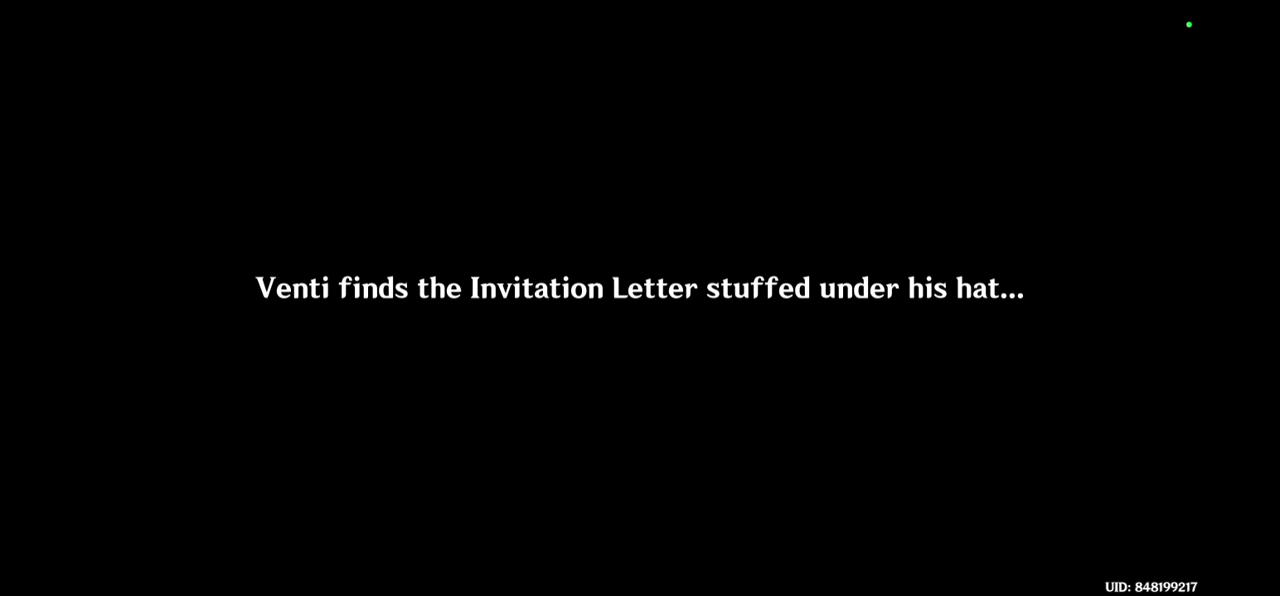 Venti finds the Invitation Letter stuffed under his hat...
UID: 848199217